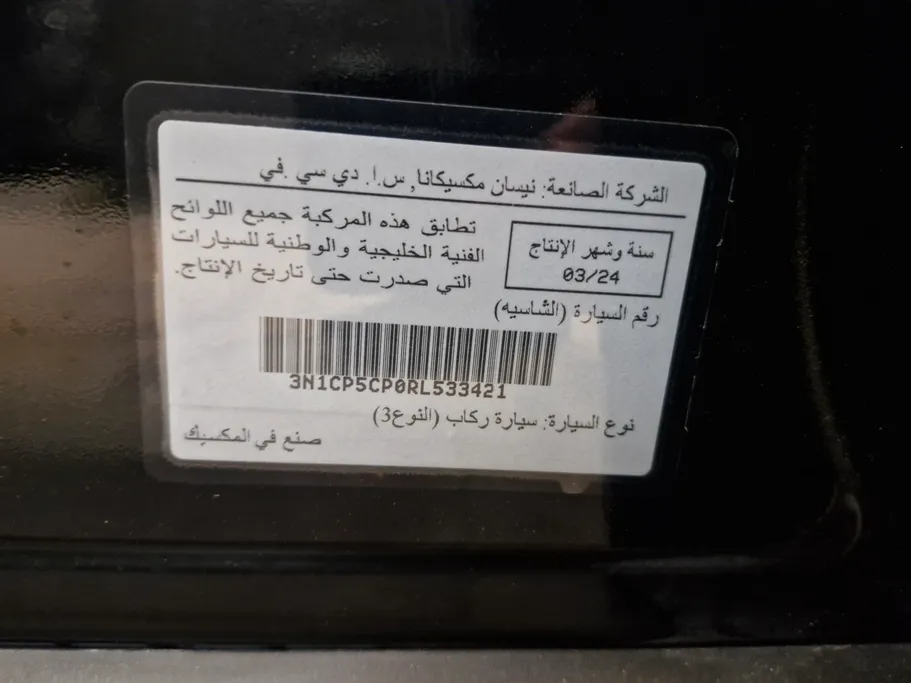 الشركة الصانعة: نيسان مكسيكانا, س.ا. دي سي .في
سنة وشهر الإنتاج
03/24
تطابق هذه المركبة جميع اللوائح
الفنية الخليجية والوطنية للسيارات
التي صدرت حتى تاريخ الإنتاج.
رقم السيارة (الشاسيه)
3N1CP5CP0RL533421
نوع السيارة: سيارة ركاب (النوع3)
صنع في المكسيك